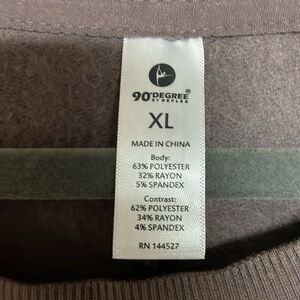 90 DEGREE
BY REFLEX
XL
MADE IN CHINA
Body:
63% POLYESTER
32% RAYON
5% SPANDEX
Contrast:
62% POLYESTER
34% RAYON
4% SPANDEX
RN 144527